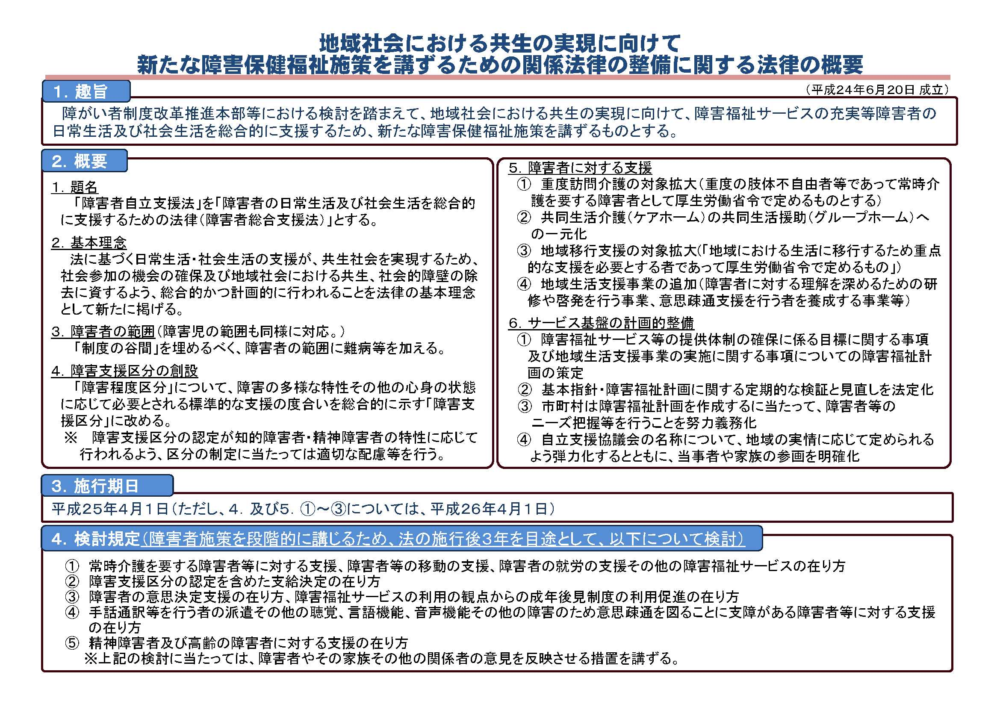 地域社会における共生の実現に向けて
新たな障害保健福祉施策を講ずるための関係法律の整備に関する法律の概要
（平成２４年６月２０日 成立）
１．趣旨
障がい者制度改革推進本部等における検討を踏まえて、地域社会における共生の実現に向けて、障害福祉サービスの充実等障害者の
日常生活及び社会生活を総合的に支援するため、新たな障害保健福祉施策を講ずるものとする。
２．概要
１．題名
「障害者自立支援法」を「障害者の日常生活及び社会生活を総合的
に支援するための法律（障害者総合支援法）」とする。
２．基本理念
法に基づく日常生活・社会生活の支援が、共生社会を実現するため、
社会参加の機会の確保及び地域社会における共生、社会的障壁の除
去に資するよう、総合的かつ計画的に行われることを法律の基本理念
として新たに掲げる。
３．障害者の範囲（障害児の範囲も同様に対応。）
「制度の谷間」を埋めるべく、障害者の範囲に難病等を加える。
４．障害支援区分の創設
「障害程度区分」について、障害の多様な特性その他の心身の状態
に応じて必要とされる標準的な支援の度合いを総合的に示す「障害支
援区分」に改める。
※　障害支援区分の認定が知的障害者・精神障害者の特性に応じて
行われるよう、区分の制定に当たっては適切な配慮等を行う。
５．障害者に対する支援
①　重度訪問介護の対象拡大（重度の肢体不自由者等であって常時介
護を要する障害者として厚生労働省令で定めるものとする）
②　共同生活介護（ケアホーム）の共同生活援助（グループホーム）へ
の一元化
③　地域移行支援の対象拡大（「地域における生活に移行するため重点
的な支援を必要とする者であって厚生労働省令で定めるもの」）
④　地域生活支援事業の追加（障害者に対する理解を深めるための研
修や啓発を行う事業、意思疎通支援を行う者を養成する事業等）
６．サービス基盤の計画的整備
①　障害福祉サービス等の提供体制の確保に係る目標に関する事項
及び地域生活支援事業の実施に関する事項についての障害福祉計
画の策定
②　基本指針・障害福祉計画に関する定期的な検証と見直しを法定化
③　市町村は障害福祉計画を作成するに当たって、障害者等の
ニーズ把握等を行うことを努力義務化
④　自立支援協議会の名称について、地域の実情に応じて定められる
よう弾力化するとともに、当事者や家族の参画を明確化
３．施行期日
平成２５年４月１日（ただし、４．及び５．①～③については、平成２６年４月１日）
４．検討規定（障害者施策を段階的に講じるため、法の施行後３年を目途として、以下について検討）
①　常時介護を要する障害者等に対する支援、障害者等の移動の支援、障害者の就労の支援その他の障害福祉サービスの在り方
②　障害支援区分の認定を含めた支給決定の在り方
③　障害者の意思決定支援の在り方、障害福祉サービスの利用の観点からの成年後見制度の利用促進の在り方
④　手話通訳等を行う者の派遣その他の聴覚、言語機能、音声機能その他の障害のため意思疎通を図ることに支障がある障害者等に対する支援
の在り方
⑤　精神障害者及び高齢の障害者に対する支援の在り方
※上記の検討に当たっては、障害者やその家族その他の関係者の意見を反映させる措置を講ずる。